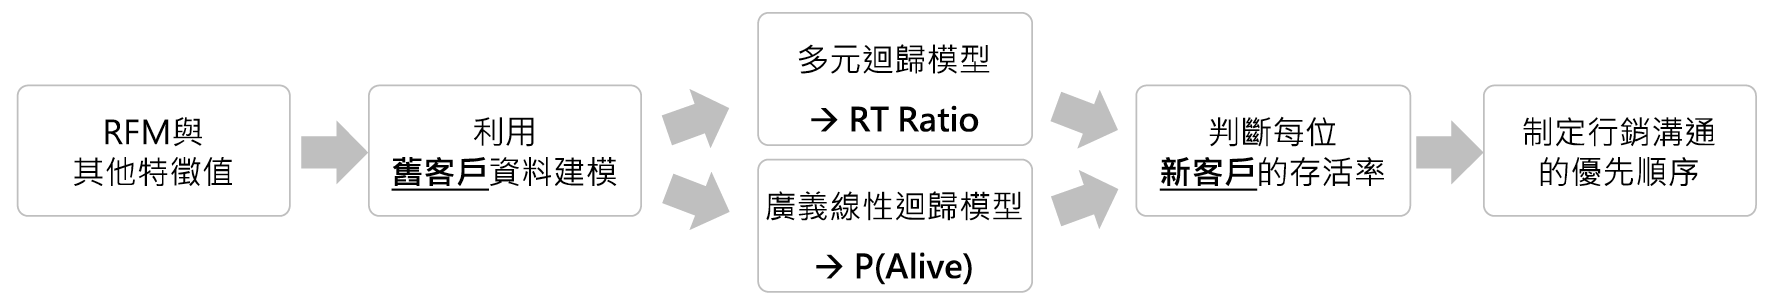 RFM與
其他特徵值
利用
舊客戶資料建模
多元迴歸模型
→ RT Ratio
廣義線性迴歸模型
→ P(Alive)
判斷每位
新客戶的存活率
制定行銷溝通
的優先順序